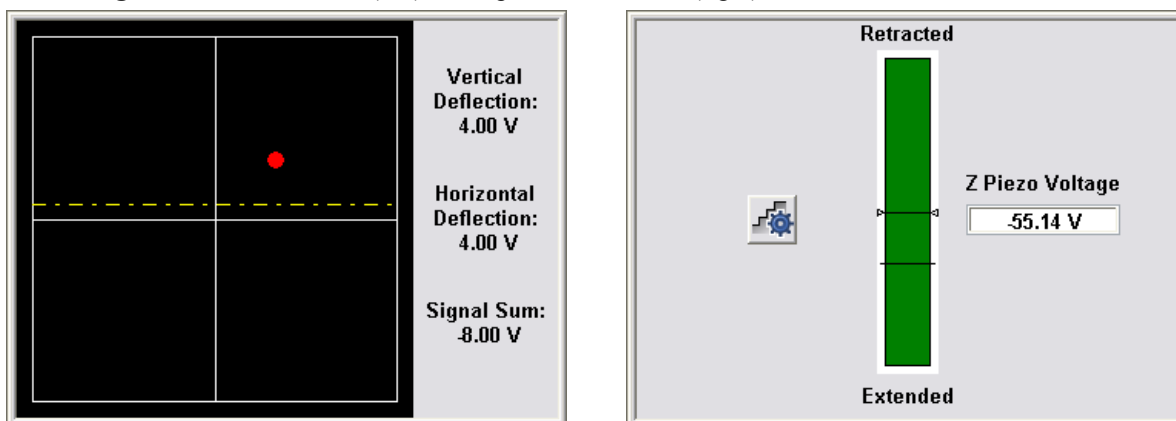 Vertical
Deflection:
4.00 V
Horizontal
Deflection:
4.00 V
Signal Sum:
-8.00 V
Retracted
Z Piezo Voltage
-55.14 V
Extended